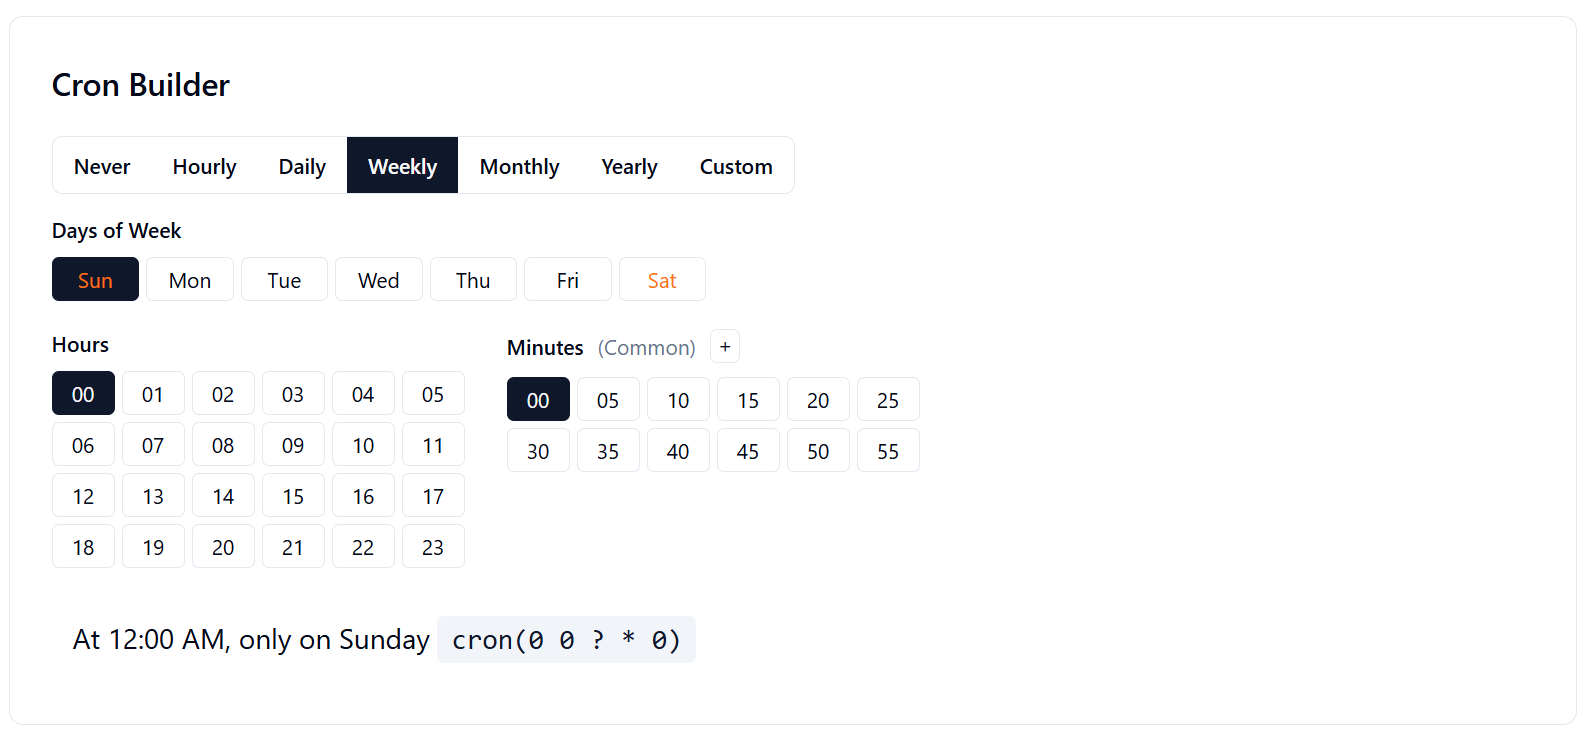 Cron Builder
Never Hourly Daily Weekly Monthly Yearly Custom
Days of Week
Sun Mon Tue Wed Thu Fri Sat
Hours
00 01 02 03 04 05
06 07 08 09 10 11
12 13 14 15 16 17
18 19 20 21 22 23
Minutes (Common) +
00 05 10 15 20 25
30 35 40 45 50 55
At 12:00 AM, only on Sunday cron(0 0 ? * 0)